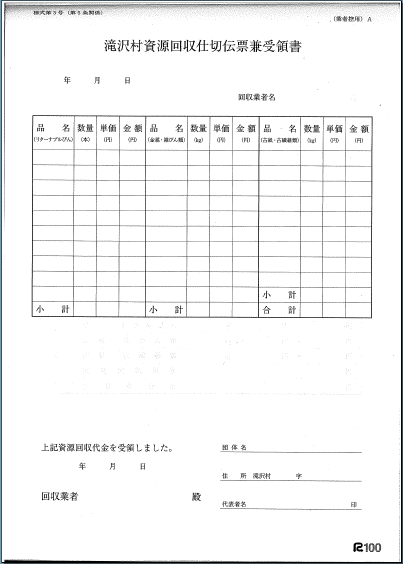 様式第3号(第5条関係)
(業者控用) A
滝沢村資源回収仕切伝票兼受領書
年 月 日
回収業者名
品 名 数量 単価 金額 品 名 数量 単価 金額 品 名 数量 単価 金額
(リターナブルびん) (本) (円) (円) (金属・雑びん類) (kg) (円) (円) (古紙・古繊維類) (kg) (円) (円)
小 計
小 計 小 計 合 計
上記資源回収代金を受領しました。
年 月 日
回収業者 殿
団体名
住 所 滝沢村 字
代表者名 印
R100